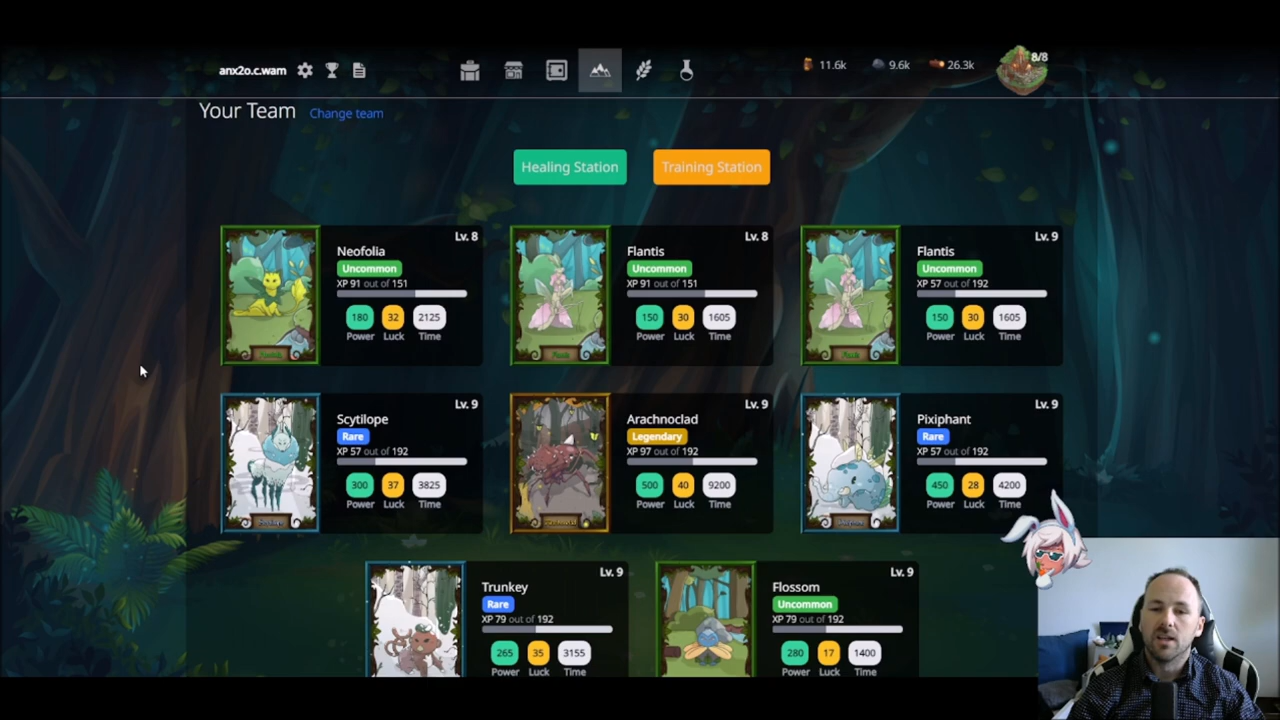 anx2o.c.wam
11.6k
9.6k
26.3k
8/8
Your Team
Change team
Healing Station
Training Station
Lv. 8
Neofolia
Uncommon
XP 91 out of 151
180
32
2125
Power
Luck
Time
Lv. 8
Flantis
Uncommon
XP 91 out of 151
150
30
1605
Power
Luck
Time
Lv. 9
Flantis
Uncommon
XP 57 out of 192
150
30
1605
Power
Luck
Time
Lv. 9
Scytilope
Rare
XP 57 out of 192
300
37
3825
Power
Luck
Time
Lv. 9
Arachnoclad
Legendary
XP 97 out of 192
500
40
9200
Power
Luck
Time
Lv. 9
Pixiphant
Rare
XP 57 out of 192
450
28
4200
Power
Luck
Time
Lv. 9
Trunkey
Rare
XP 79 out of 192
265
35
3155
Power
Luck
Time
Lv. 9
Flossom
Uncommon
XP 79 out of 192
280
17
1400
Power
Luck
Time